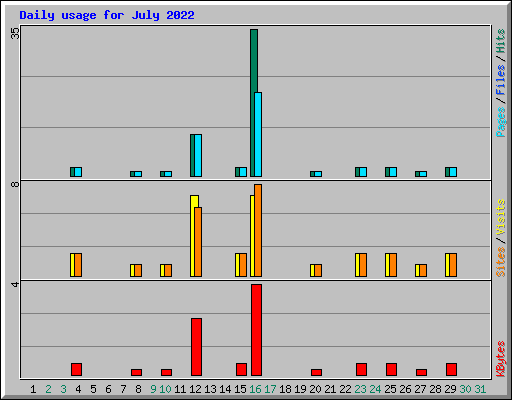 Daily usage for July 2022
35
8
4
Pages / Files / Hits
Sites / Visits
KBytes
1 2 3 4 5 6 7 8 9 10 11 12 13 14 15 16 17 18 19 20 21 22 23 24 25 26 27 28 29 30 31